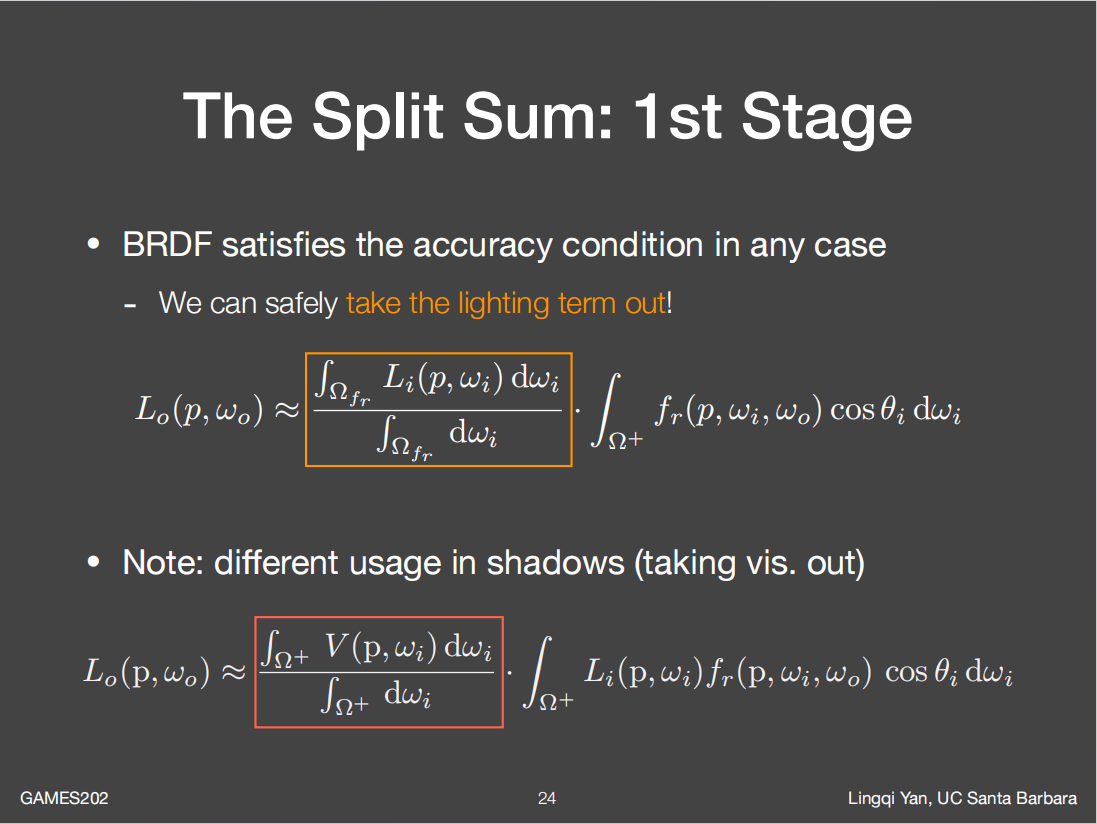 The Split Sum: 1st Stage
• BRDF satisfies the accuracy condition in any case
- We can safely take the lighting term out!
$L_o(p, \omega_o) \approx \frac{\int_{\Omega_{f_r}} L_i(p, \omega_i) \, \mathrm{d}\omega_i}{\int_{\Omega_{f_r}} \mathrm{d}\omega_i} \cdot \int_{\Omega^+} f_r(p, \omega_i, \omega_o) \cos\theta_i \, \mathrm{d}\omega_i$
• Note: different usage in shadows (taking vis. out)
$L_o(\mathrm{p}, \omega_o) \approx \frac{\int_{\Omega^+} V(\mathrm{p}, \omega_i) \, \mathrm{d}\omega_i}{\int_{\Omega^+} \mathrm{d}\omega_i} \cdot \int_{\Omega^+} L_i(\mathrm{p}, \omega_i) f_r(\mathrm{p}, \omega_i, \omega_o) \cos\theta_i \, \mathrm{d}\omega_i$
GAMES202
24
Lingqi Yan, UC Santa Barbara